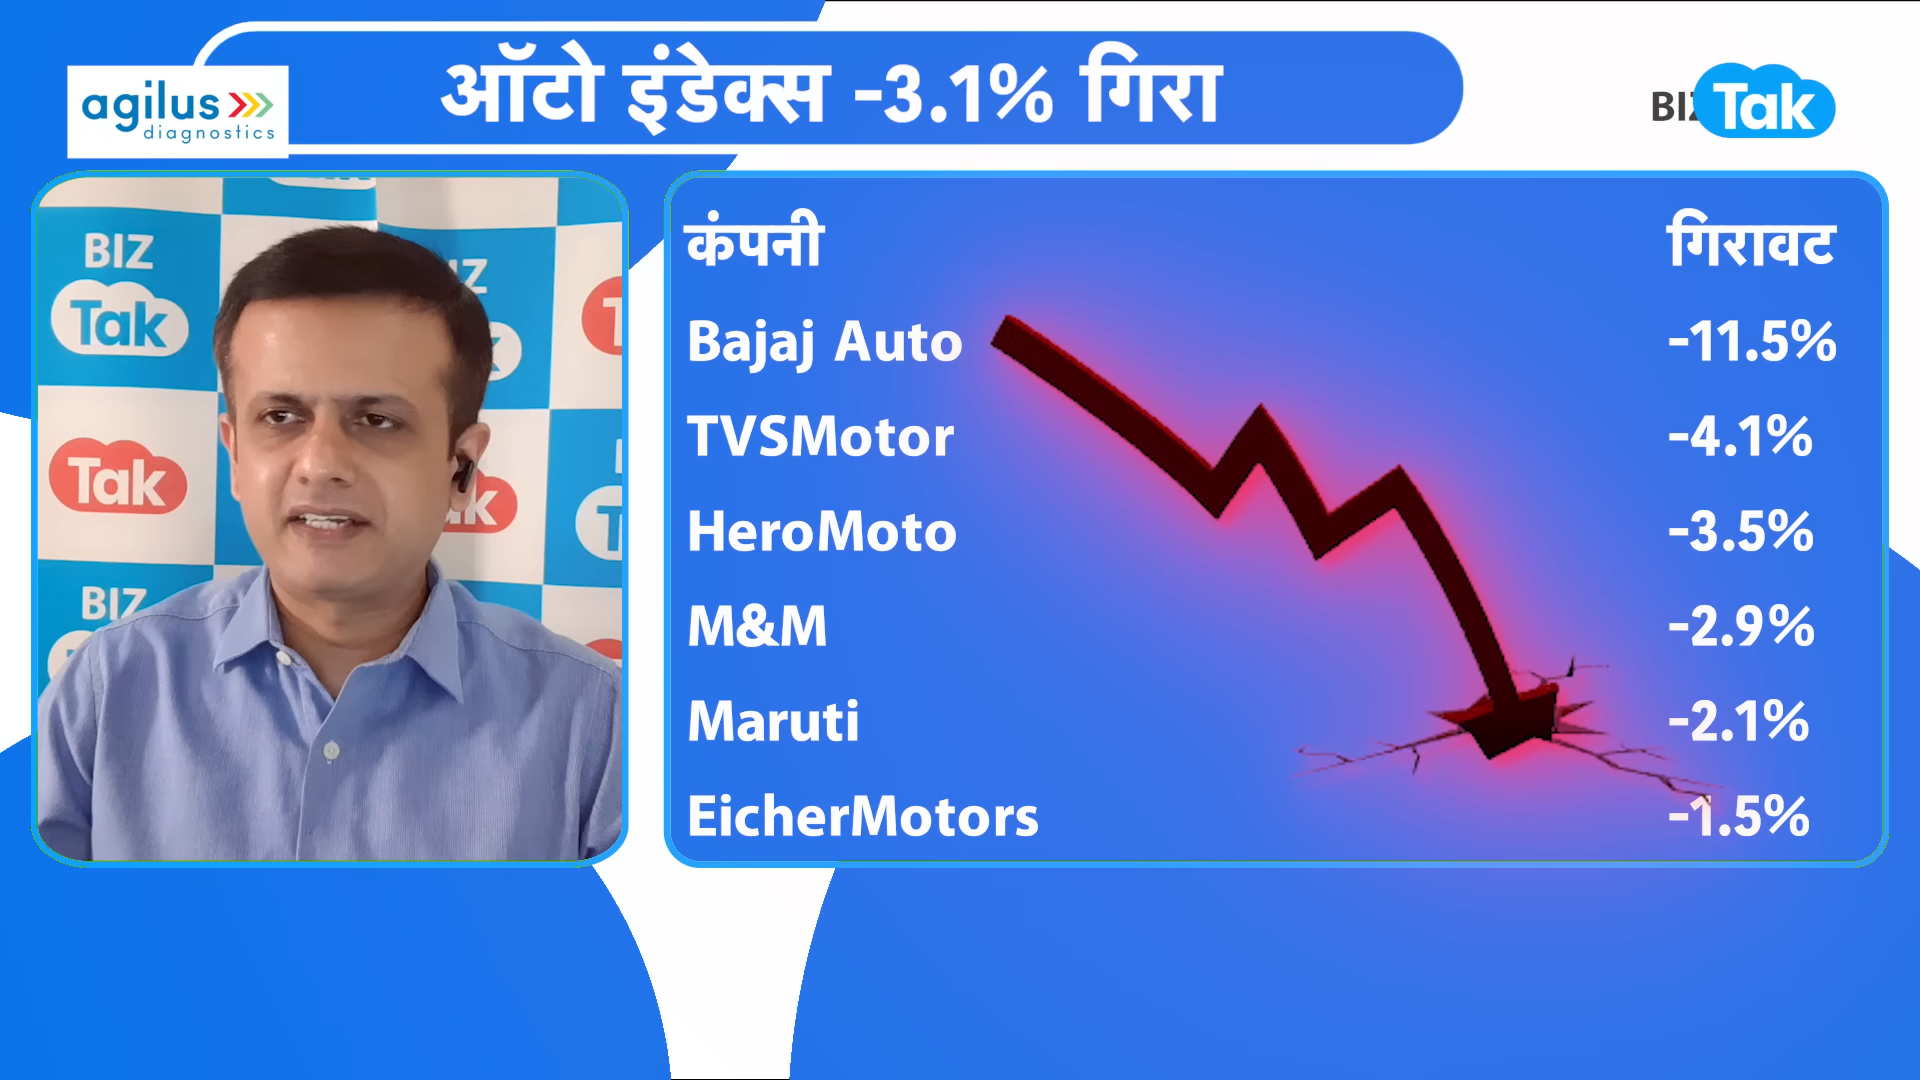 ऑटो इंडेक्स -3.1% गिरा
agilus
diagnostics
BIZ Tak
BIZ
Tak
Tak
BIZ
कंपनी गिरावट
Bajaj Auto -11.5%
TVSMotor -4.1%
HeroMoto -3.5%
M&M -2.9%
Maruti -2.1%
EicherMotors -1.5%